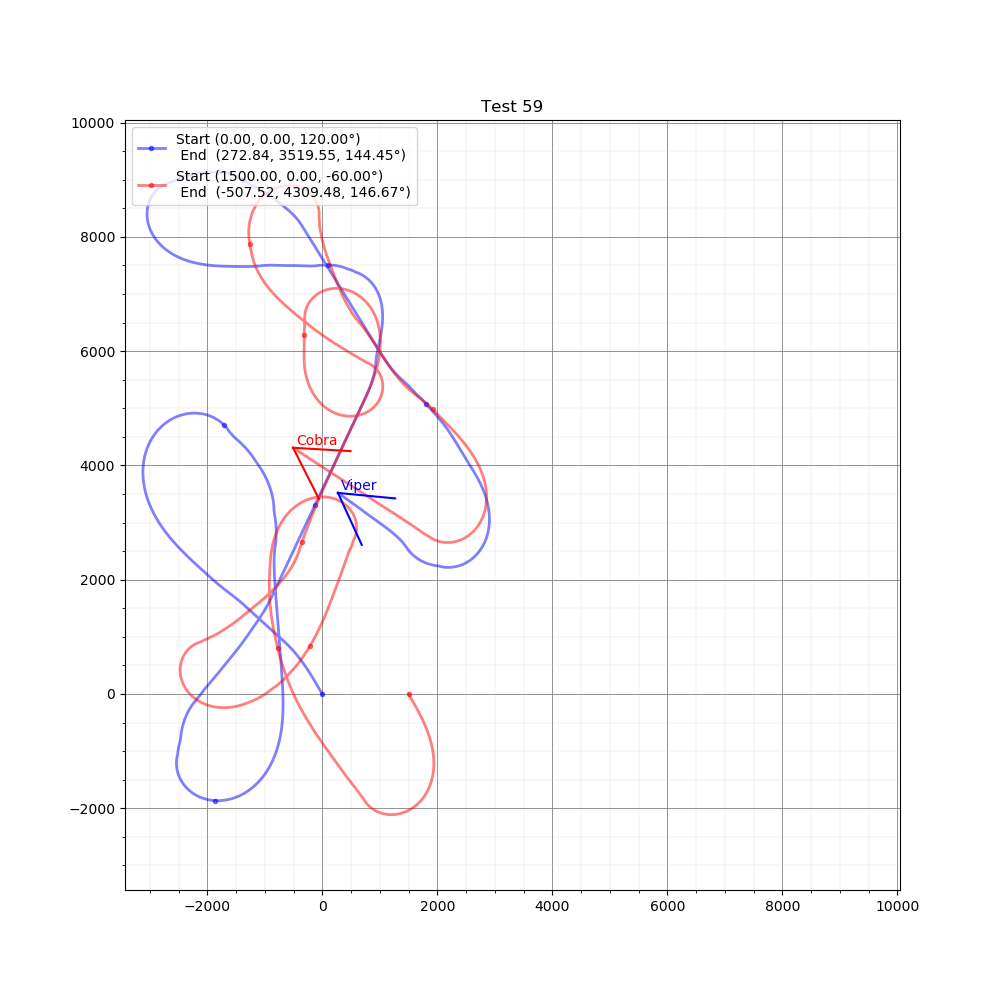 Test 59
Start (0.00, 0.00, 120.00°)
End (272.84, 3519.55, 144.45°)
Start (1500.00, 0.00, -60.00°)
End (-507.52, 4309.48, 146.67°)
10000
8000
6000
4000
2000
0
−2000
Cobra
Viper
−2000 0 2000 4000 6000 8000 10000